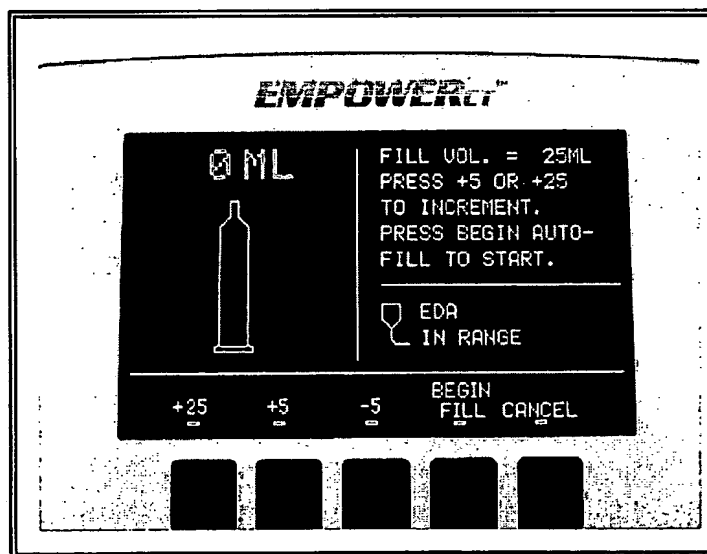 EMPOWERCT™
0 ML
FILL VOL. = 25ML
PRESS +5 OR +25
TO INCREMENT.
PRESS BEGIN AUTO-
FILL TO START.
EDA
IN RANGE
+25 +5 -5 BEGIN FILL CANCEL